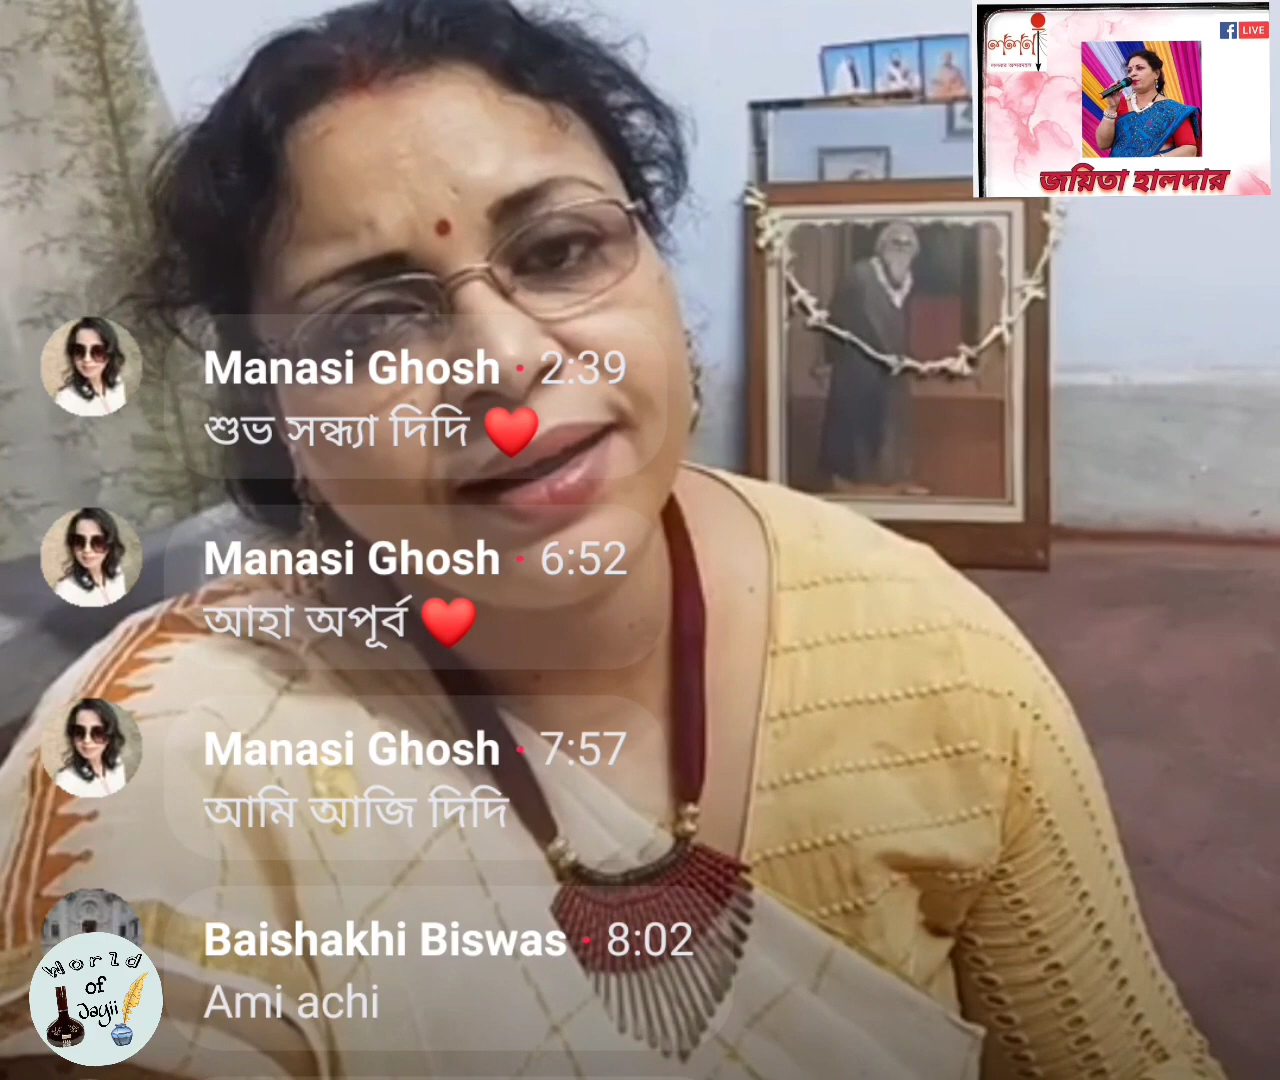 LIVE
জয়িতা হালদার
Manasi Ghosh · 2:39
শুভ সন্ধ্যা দিদি ❤️
Manasi Ghosh · 6:52
আহা অপূর্ব ❤️
Manasi Ghosh · 7:57
আমি আজি দিদি
Baishakhi Biswas · 8:02
Ami achi
World
of
Jayii